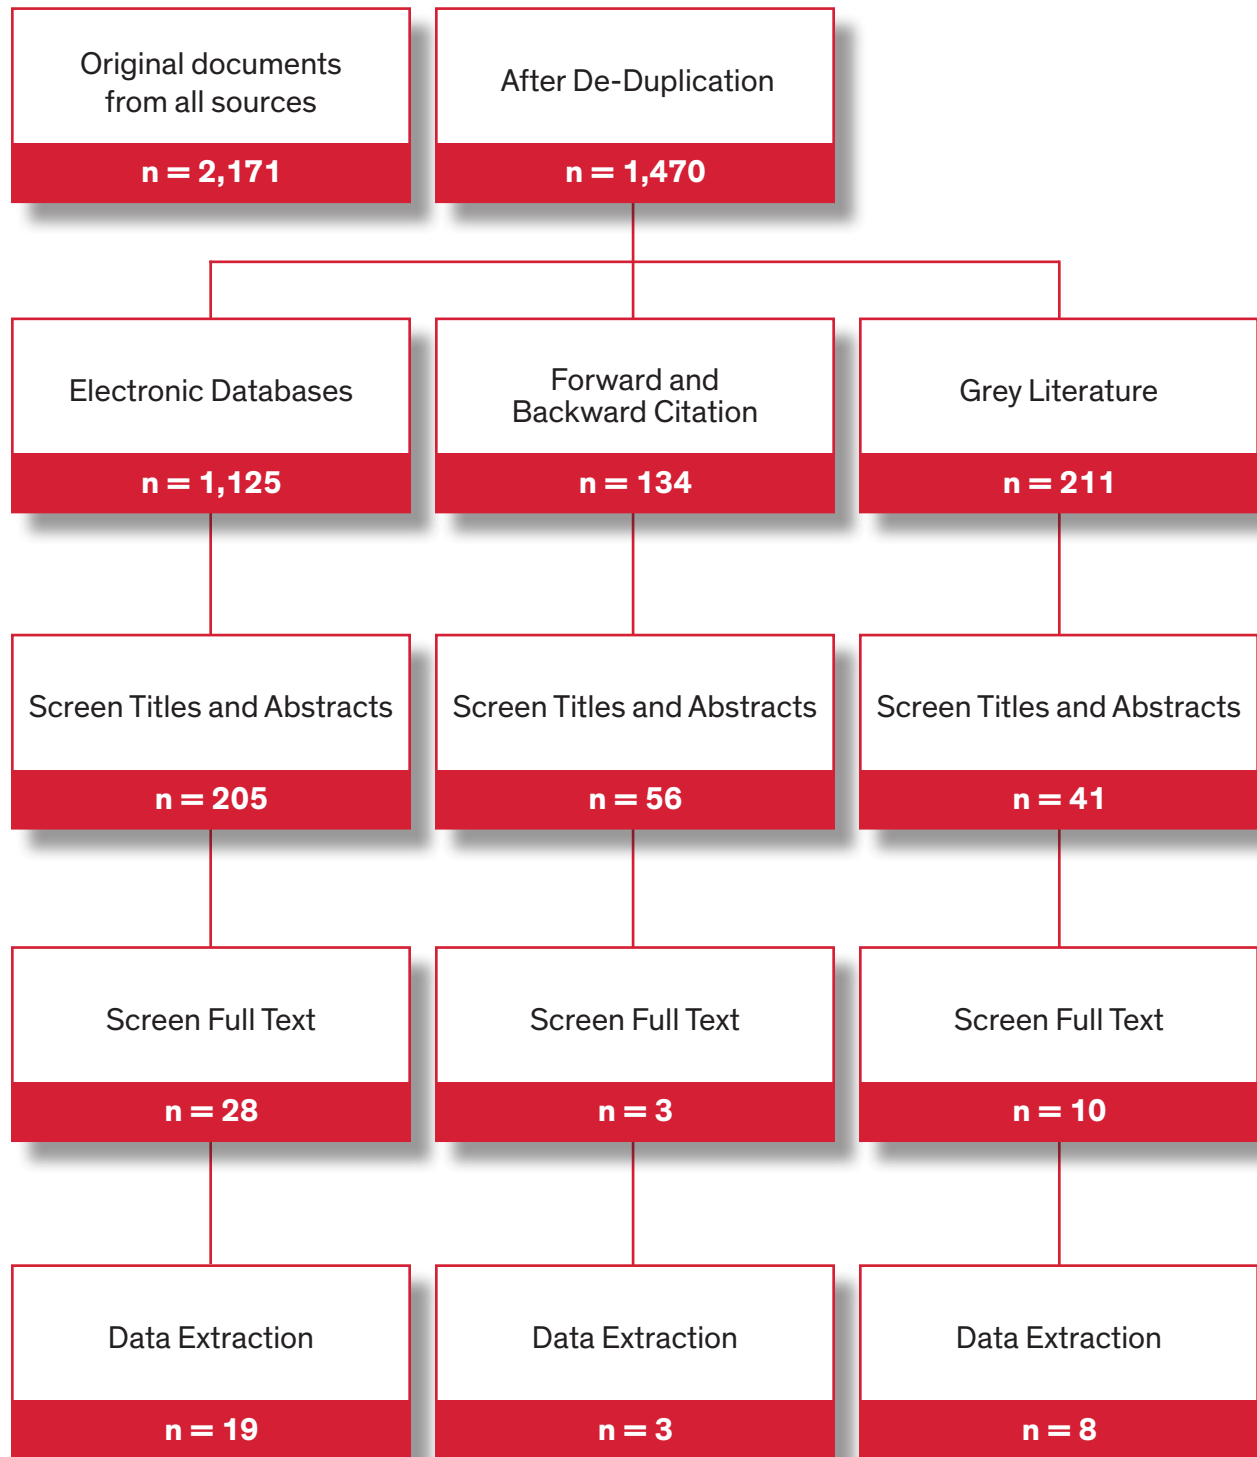 Original documents
from all sources
n = 2,171
After De-Duplication
n = 1,470
Electronic Databases
n = 1,125
Forward and
Backward Citation
n = 134
Grey Literature
n = 211
Screen Titles and Abstracts
n = 205
Screen Titles and Abstracts
n = 56
Screen Titles and Abstracts
n = 41
Screen Full Text
n = 28
Screen Full Text
n = 3
Screen Full Text
n = 10
Data Extraction
n = 19
Data Extraction
n = 3
Data Extraction
n = 8